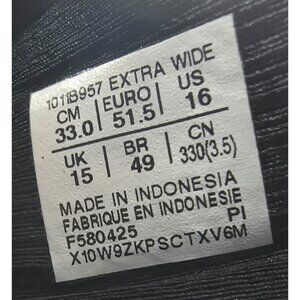 1011B957 EXTRA WIDE
CM EURO US
33.0 51.5 16
UK BR CN
15 49 330(3.5)
MADE IN INDONESIA
FABRIQUE EN INDONESIE
F580425 PI
X10W9ZKPSCTXV6M